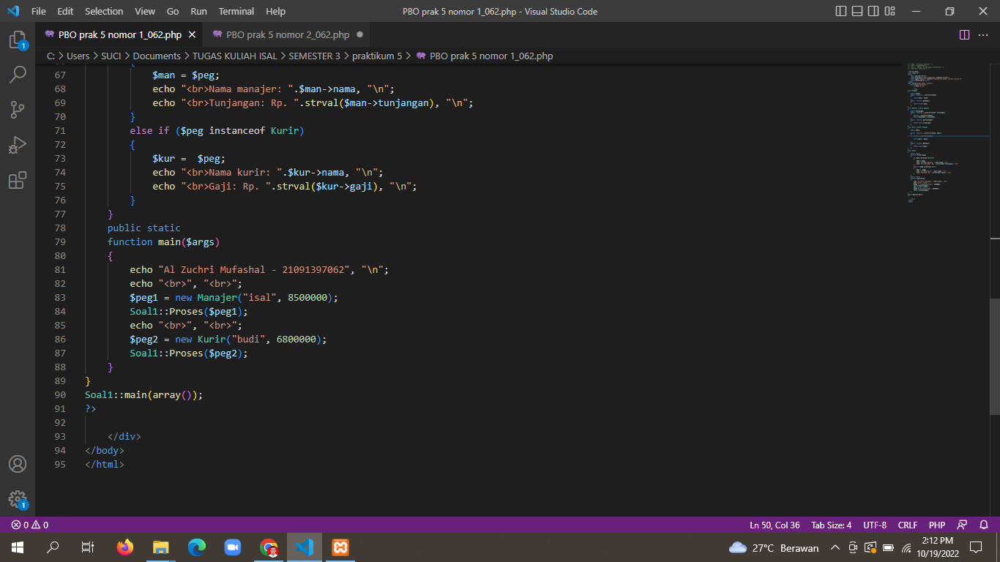 File Edit Selection View Go Run Terminal Help PBO prak 5 nomor 1_062.php - Visual Studio Code
PBO prak 5 nomor 1_062.php PBO prak 5 nomor 2_062.php
C: > Users > SUCI > Documents > TUGAS KULIAH ISAL > SEMESTER 3 > praktikum 5 > PBO prak 5 nomor 1_062.php
67 $man = $peg;
68 echo "<br>Nama manajer: ".$man->nama, "\n";
69 echo "<br>Tunjangan: Rp. ".strval($man->tunjangan), "\n";
70 }
71 else if ($peg instanceof Kurir)
72 {
73 $kur =  $peg;
74 echo "<br>Nama kurir: ".$kur->nama, "\n";
75 echo "<br>Gaji: Rp. ".strval($kur->gaji), "\n";
76 }
77 }
78 public static
79 function main($args)
80 {
81 echo "Al Zuchri Mufashal - 21091397062", "\n";
82 echo "<br>", "<br>";
83 $peg1 = new Manajer("isal", 8500000);
84 Soal1::Proses($peg1);
85 echo "<br>", "<br>";
86 $peg2 = new Kurir("budi", 6800000);
87 Soal1::Proses($peg2);
88 }
89 }
90 Soal1::main(array());
91 ?>
92
93 </div>
94 </body>
95 </html>
1
1
0 0 Ln 50, Col 36 Tab Size: 4 UTF-8 CRLF PHP
27°C Berawan 2:12 PM
10/19/2022